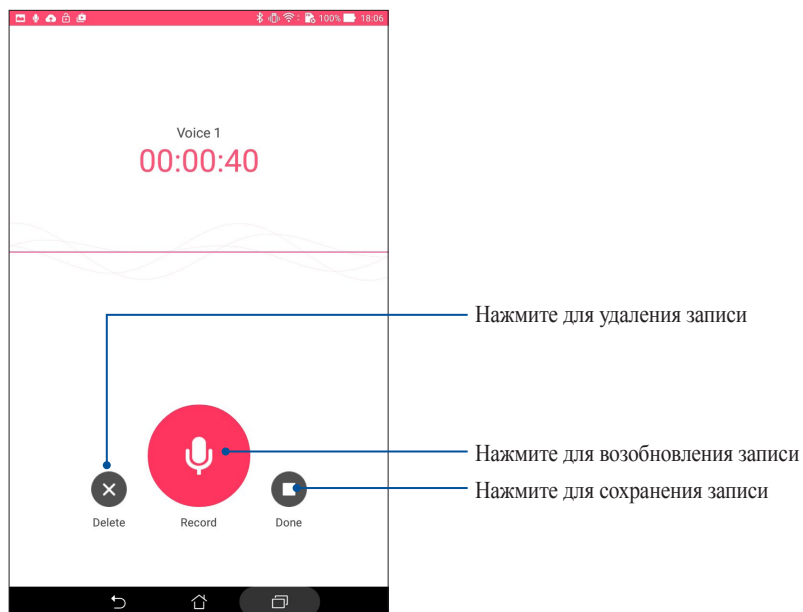 100% 18:06
Voice 1
00:00:40
Нажмите для удаления записи
Нажмите для возобновления записи
Нажмите для сохранения записи
Delete Record Done